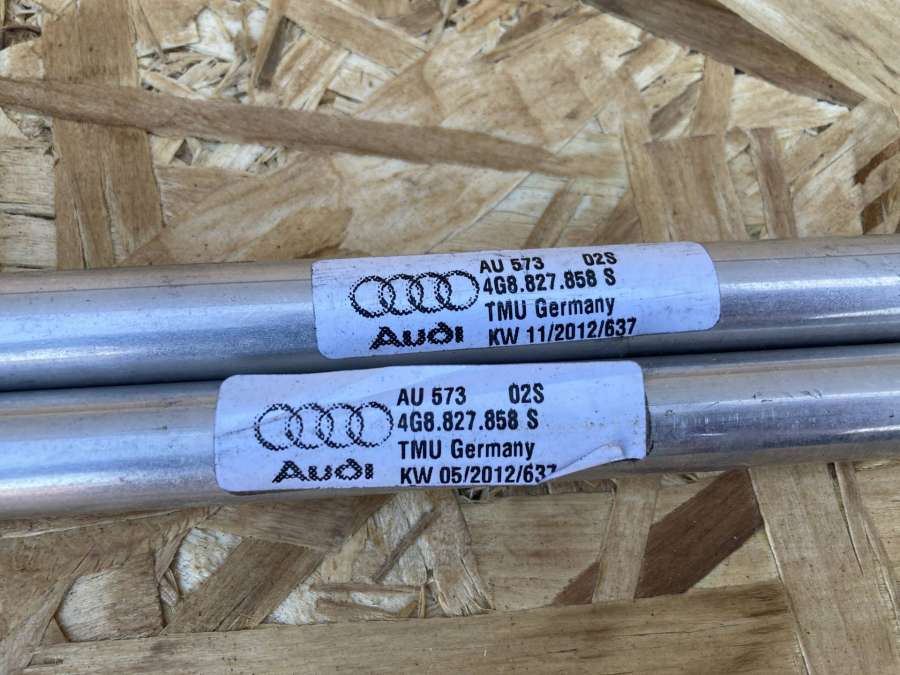 AU 573 02S
4G8.827.858 S
TMU Germany
Audi KW 11/2012/637
AU 573 02S
4G8.827.858 S
TMU Germany
Audi KW 05/2012/637